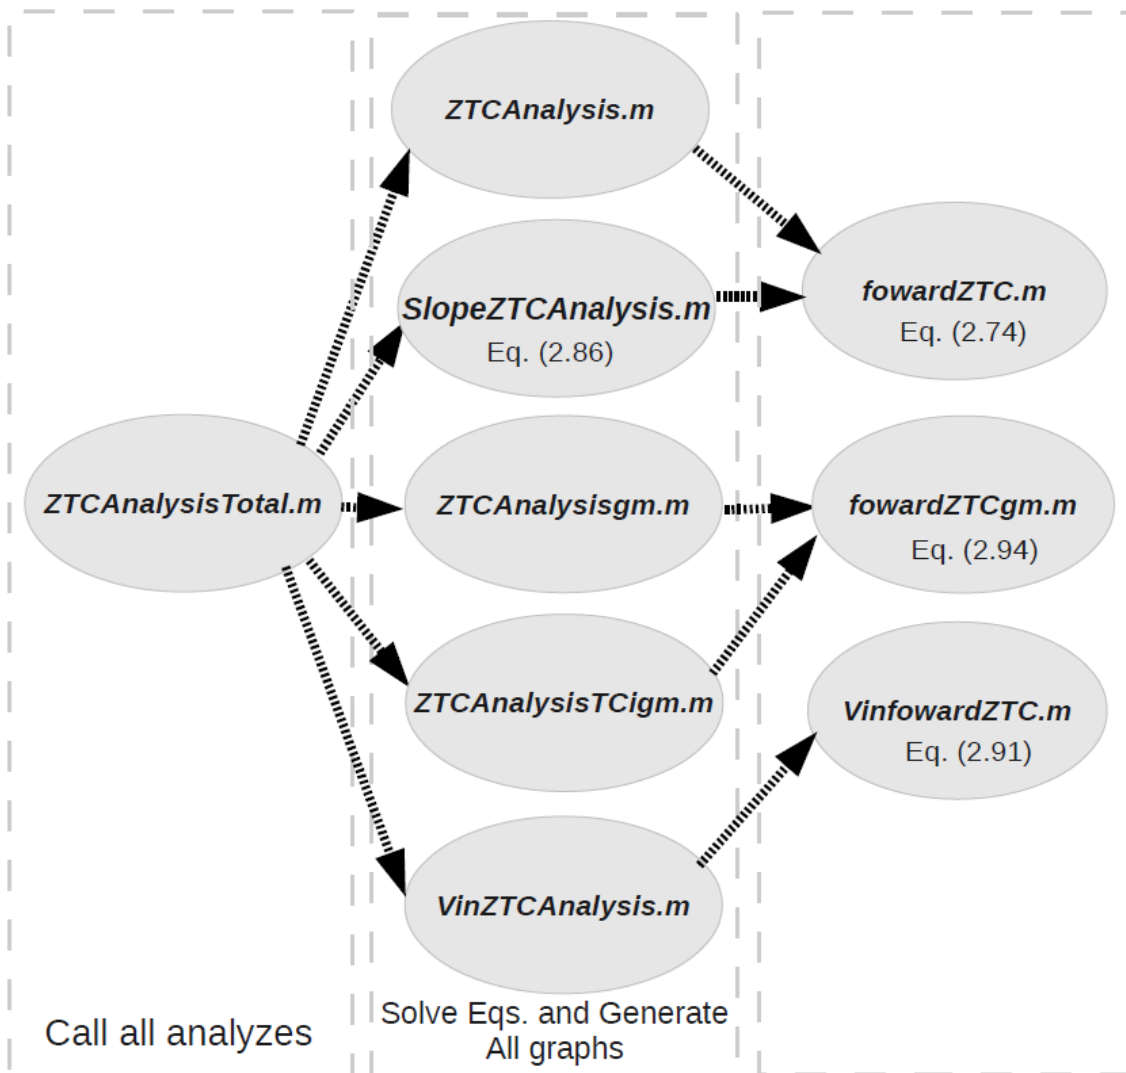 ZTCAnalysis.m
SlopeZTCAnalysis.m
Eq. (2.86)
fowardZTC.m
Eq. (2.74)
ZTCAnalysisTotal.m
ZTCAnalysisgm.m
fowardZTCgm.m
Eq. (2.94)
ZTCAnalysisTCigm.m
VinfowardZTC.m
Eq. (2.91)
VinZTCAnalysis.m
Call all analyzes
Solve Eqs. and Generate
All graphs